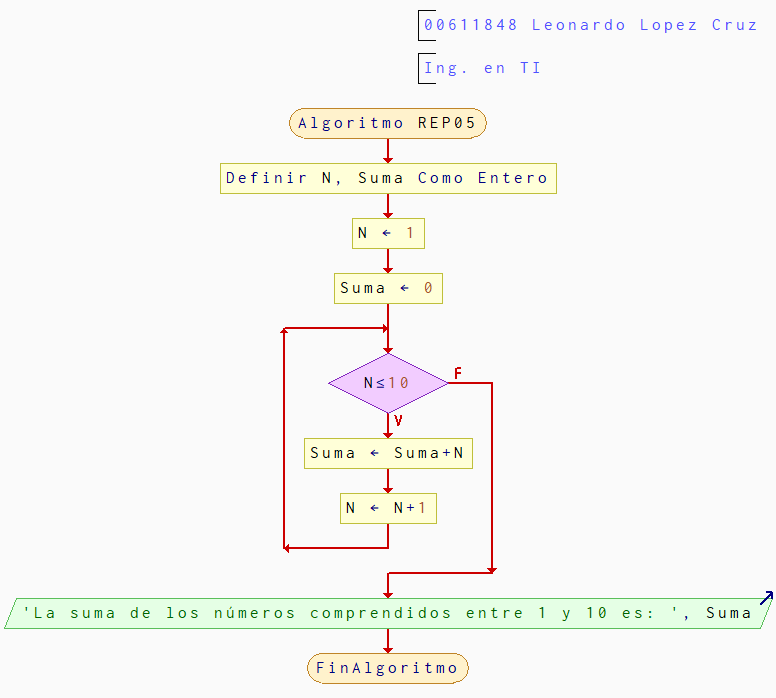 00611848 Leonardo Lopez Cruz
Ing. en TI
Algoritmo REP05
Definir N, Suma Como Entero
N ← 1
Suma ← 0
N≤10
F
V
Suma ← Suma+N
N ← N+1
'La suma de los números comprendidos entre 1 y 10 es: ', Suma
FinAlgoritmo